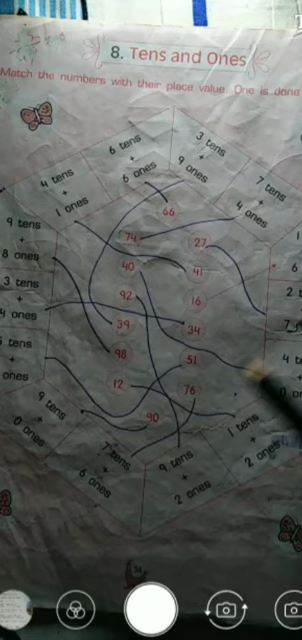 8. Tens and Ones
Match the numbers with their place value. One is done
6 tens
+
6 ones
3 tens
+
9 ones
4 tens
+
1 ones
7 tens
+
4 ones
9 tens
+
8 ones
3 tens
+
4 ones
tens
+
ones
9 tens
+
0 ones
7 tens
+
6 ones
9 tens
+
2 ones
1 tens
+
2 ones
66
74
27
40
41
92
16
39
34
98
51
12
76
90